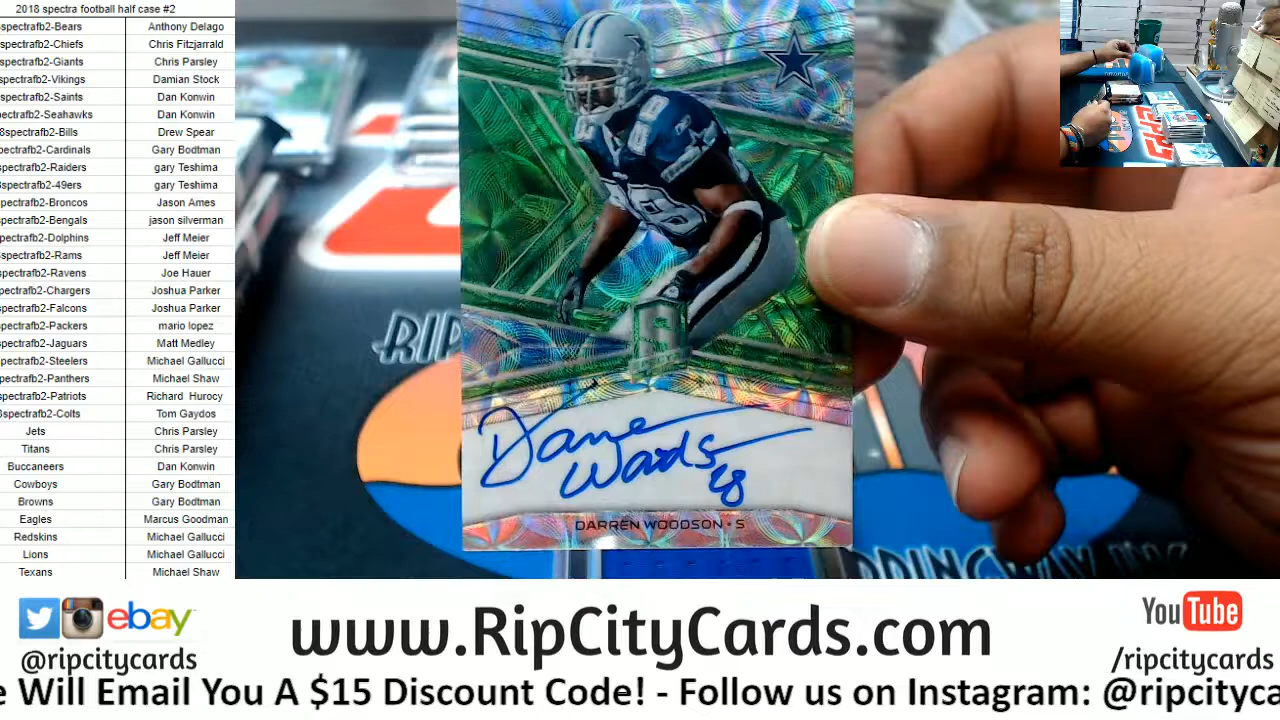 2018 spectra football half case #2
spectrafb2-Bears Anthony Delago
spectrafb2-Chiefs Chris Fitzjarrald
spectrafb2-Giants Chris Parsley
spectrafb2-Vikings Damian Stock
spectrafb2-Saints Dan Konwin
spectrafb2-Seahawks Dan Konwin
8spectrafb2-Bills Drew Spear
spectrafb2-Cardinals Gary Bodtman
spectrafb2-Raiders gary Teshima
spectrafb2-49ers gary Teshima
spectrafb2-Broncos Jason Ames
spectrafb2-Bengals jason silverman
pectrafb2-Dolphins Jeff Meier
spectrafb2-Rams Jeff Meier
spectrafb2-Ravens Joe Hauer
pectrafb2-Chargers Joshua Parker
spectrafb2-Falcons Joshua Parker
spectrafb2-Packers mario lopez
pectrafb2-Jaguars Matt Medley
spectrafb2-Steelers Michael Gallucci
pectrafb2-Panthers Michael Shaw
spectrafb2-Patriots Richard Hurocy
8spectrafb2-Colts Tom Gaydos
Jets Chris Parsley
Titans Chris Parsley
Buccaneers Dan Konwin
Cowboys Gary Bodtman
Browns Gary Bodtman
Eagles Marcus Goodman
Redskins Michael Gallucci
Lions Michael Gallucci
Texans Michael Shaw
RIP
Darren
Woodson
28
DARREN WOODSON • S
ebay
@ripcitycards
www.RipCityCards.com
YouTube
/ripcitycards
e Will Email You A $15 Discount Code! - Follow us on Instagram: @ripcityca